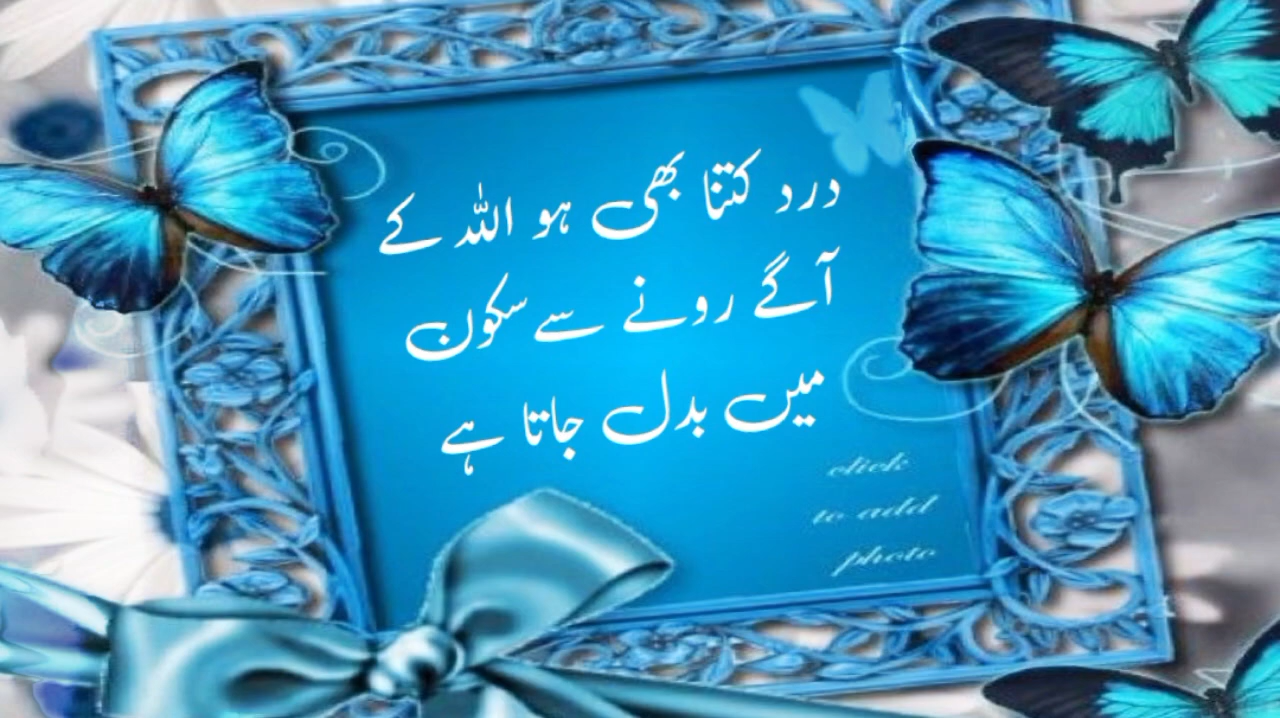 درد کتنا بھی ہو اللہ کے
آگے رونے سے سکون
میں بدل جاتا ہے
click
to add
photo